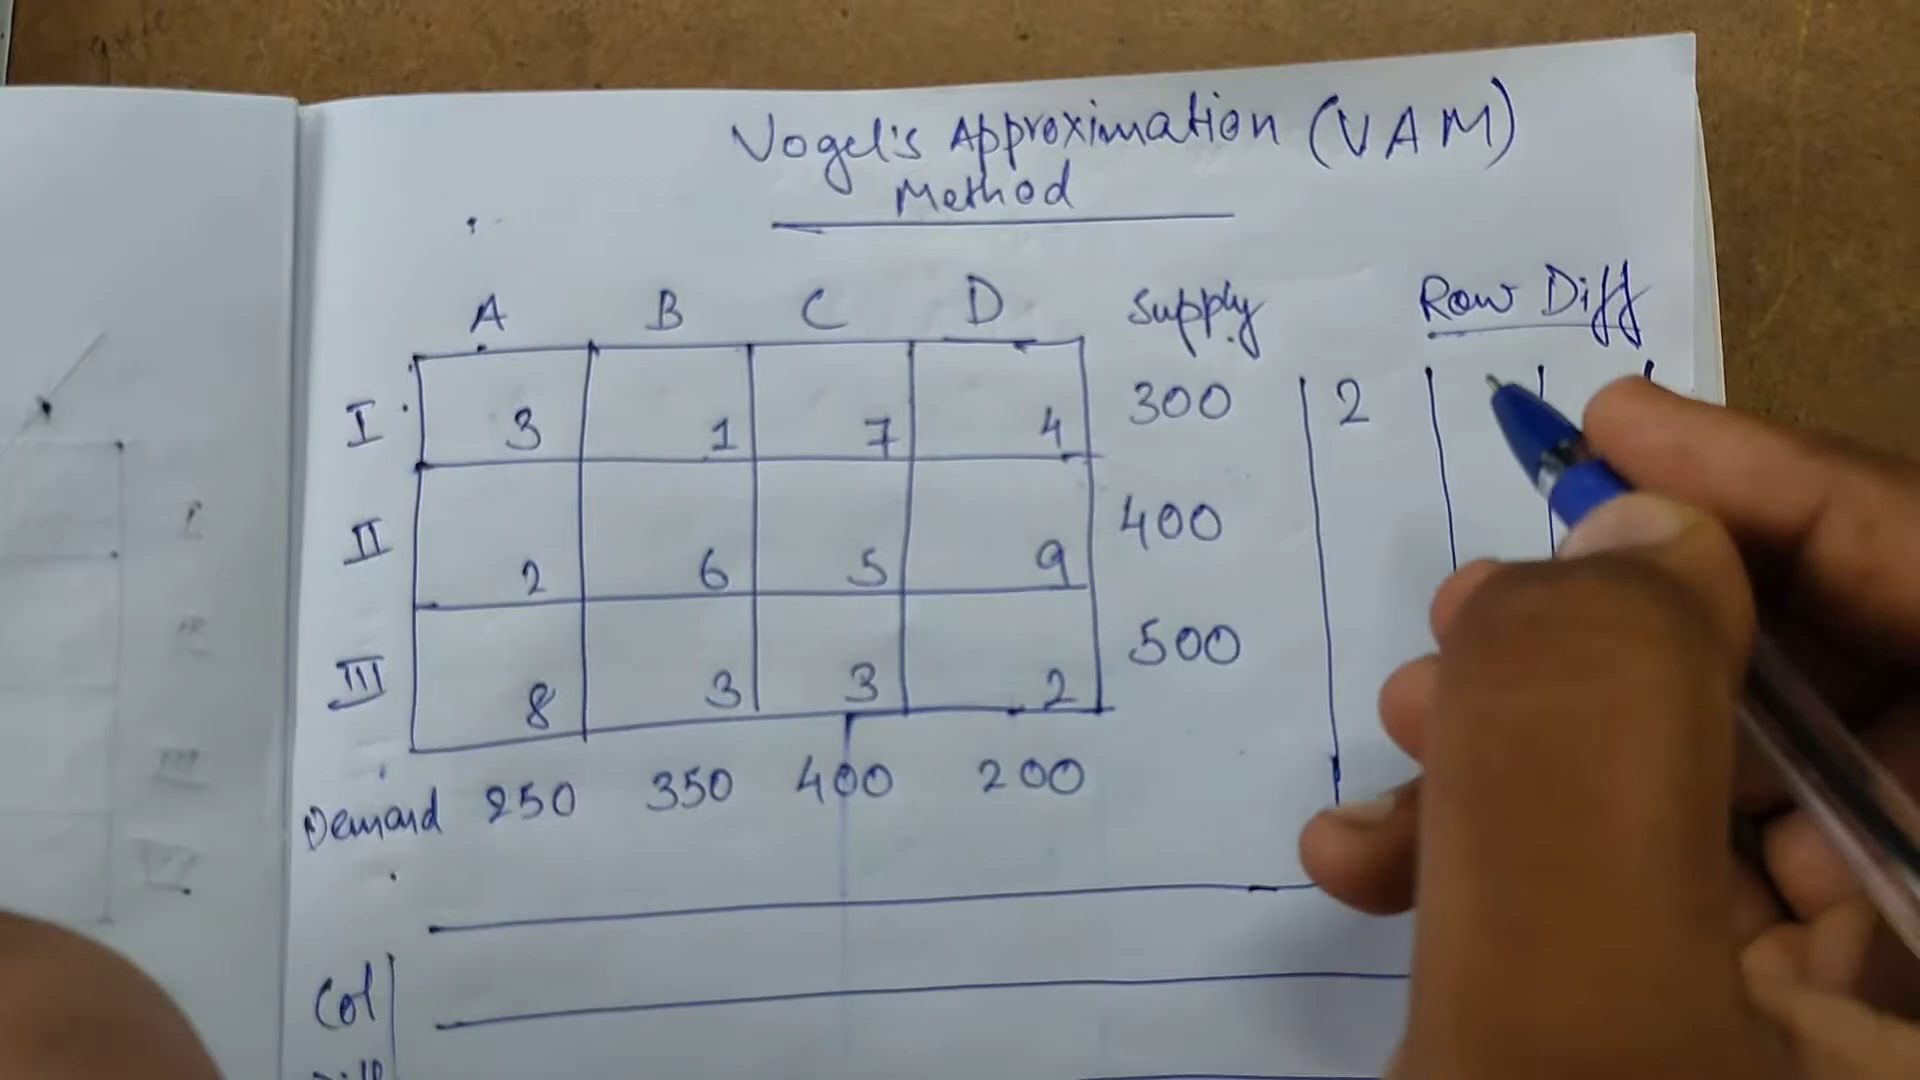 Vogel's Approximation (VAM)
Method
A B C D Supply Row Diff
I 3 1 7 4 300 2
II 2 6 5 9 400
III 8 3 3 2 500
Demand 250 350 400 200
Col